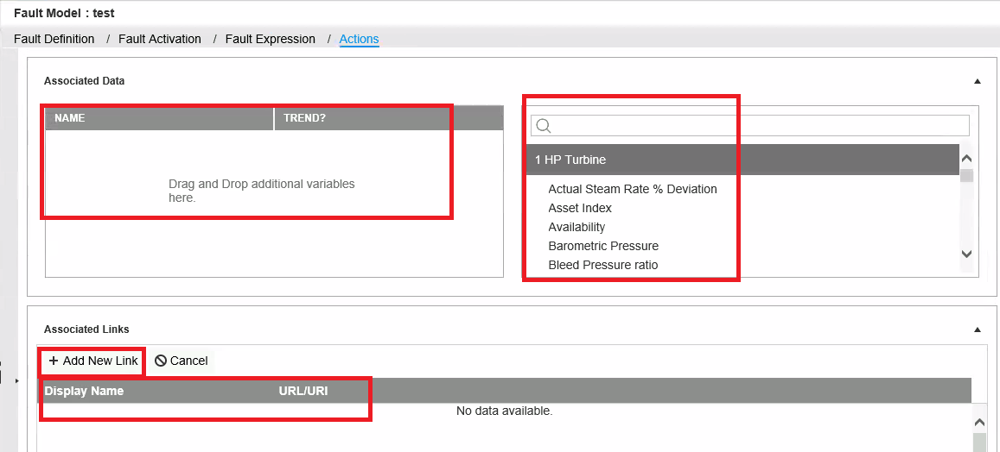 Fault Model : test
Fault Definition / Fault Activation / Fault Expression / Actions
Associated Data
NAME TREND?
Drag and Drop additional variables
here.
1 HP Turbine
Actual Steam Rate % Deviation
Asset Index
Availability
Barometric Pressure
Bleed Pressure ratio
Associated Links
+ Add New Link Cancel
Display Name URL/URI
No data available.